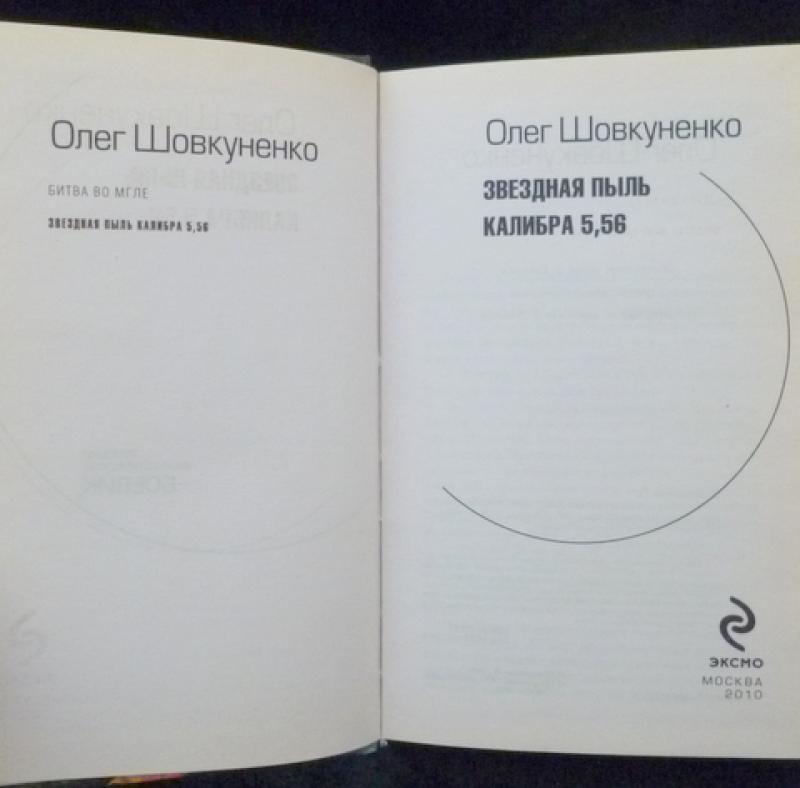 Олег Шовкуненко
БИТВА ВО МГЛЕ
ЗВЕЗДНАЯ ПЫЛЬ КАЛИБРА 5,56
Олег Шовкуненко
ЗВЕЗДНАЯ ПЫЛЬ
КАЛИБРА 5,56
ЭКСМО
МОСКВА
2010